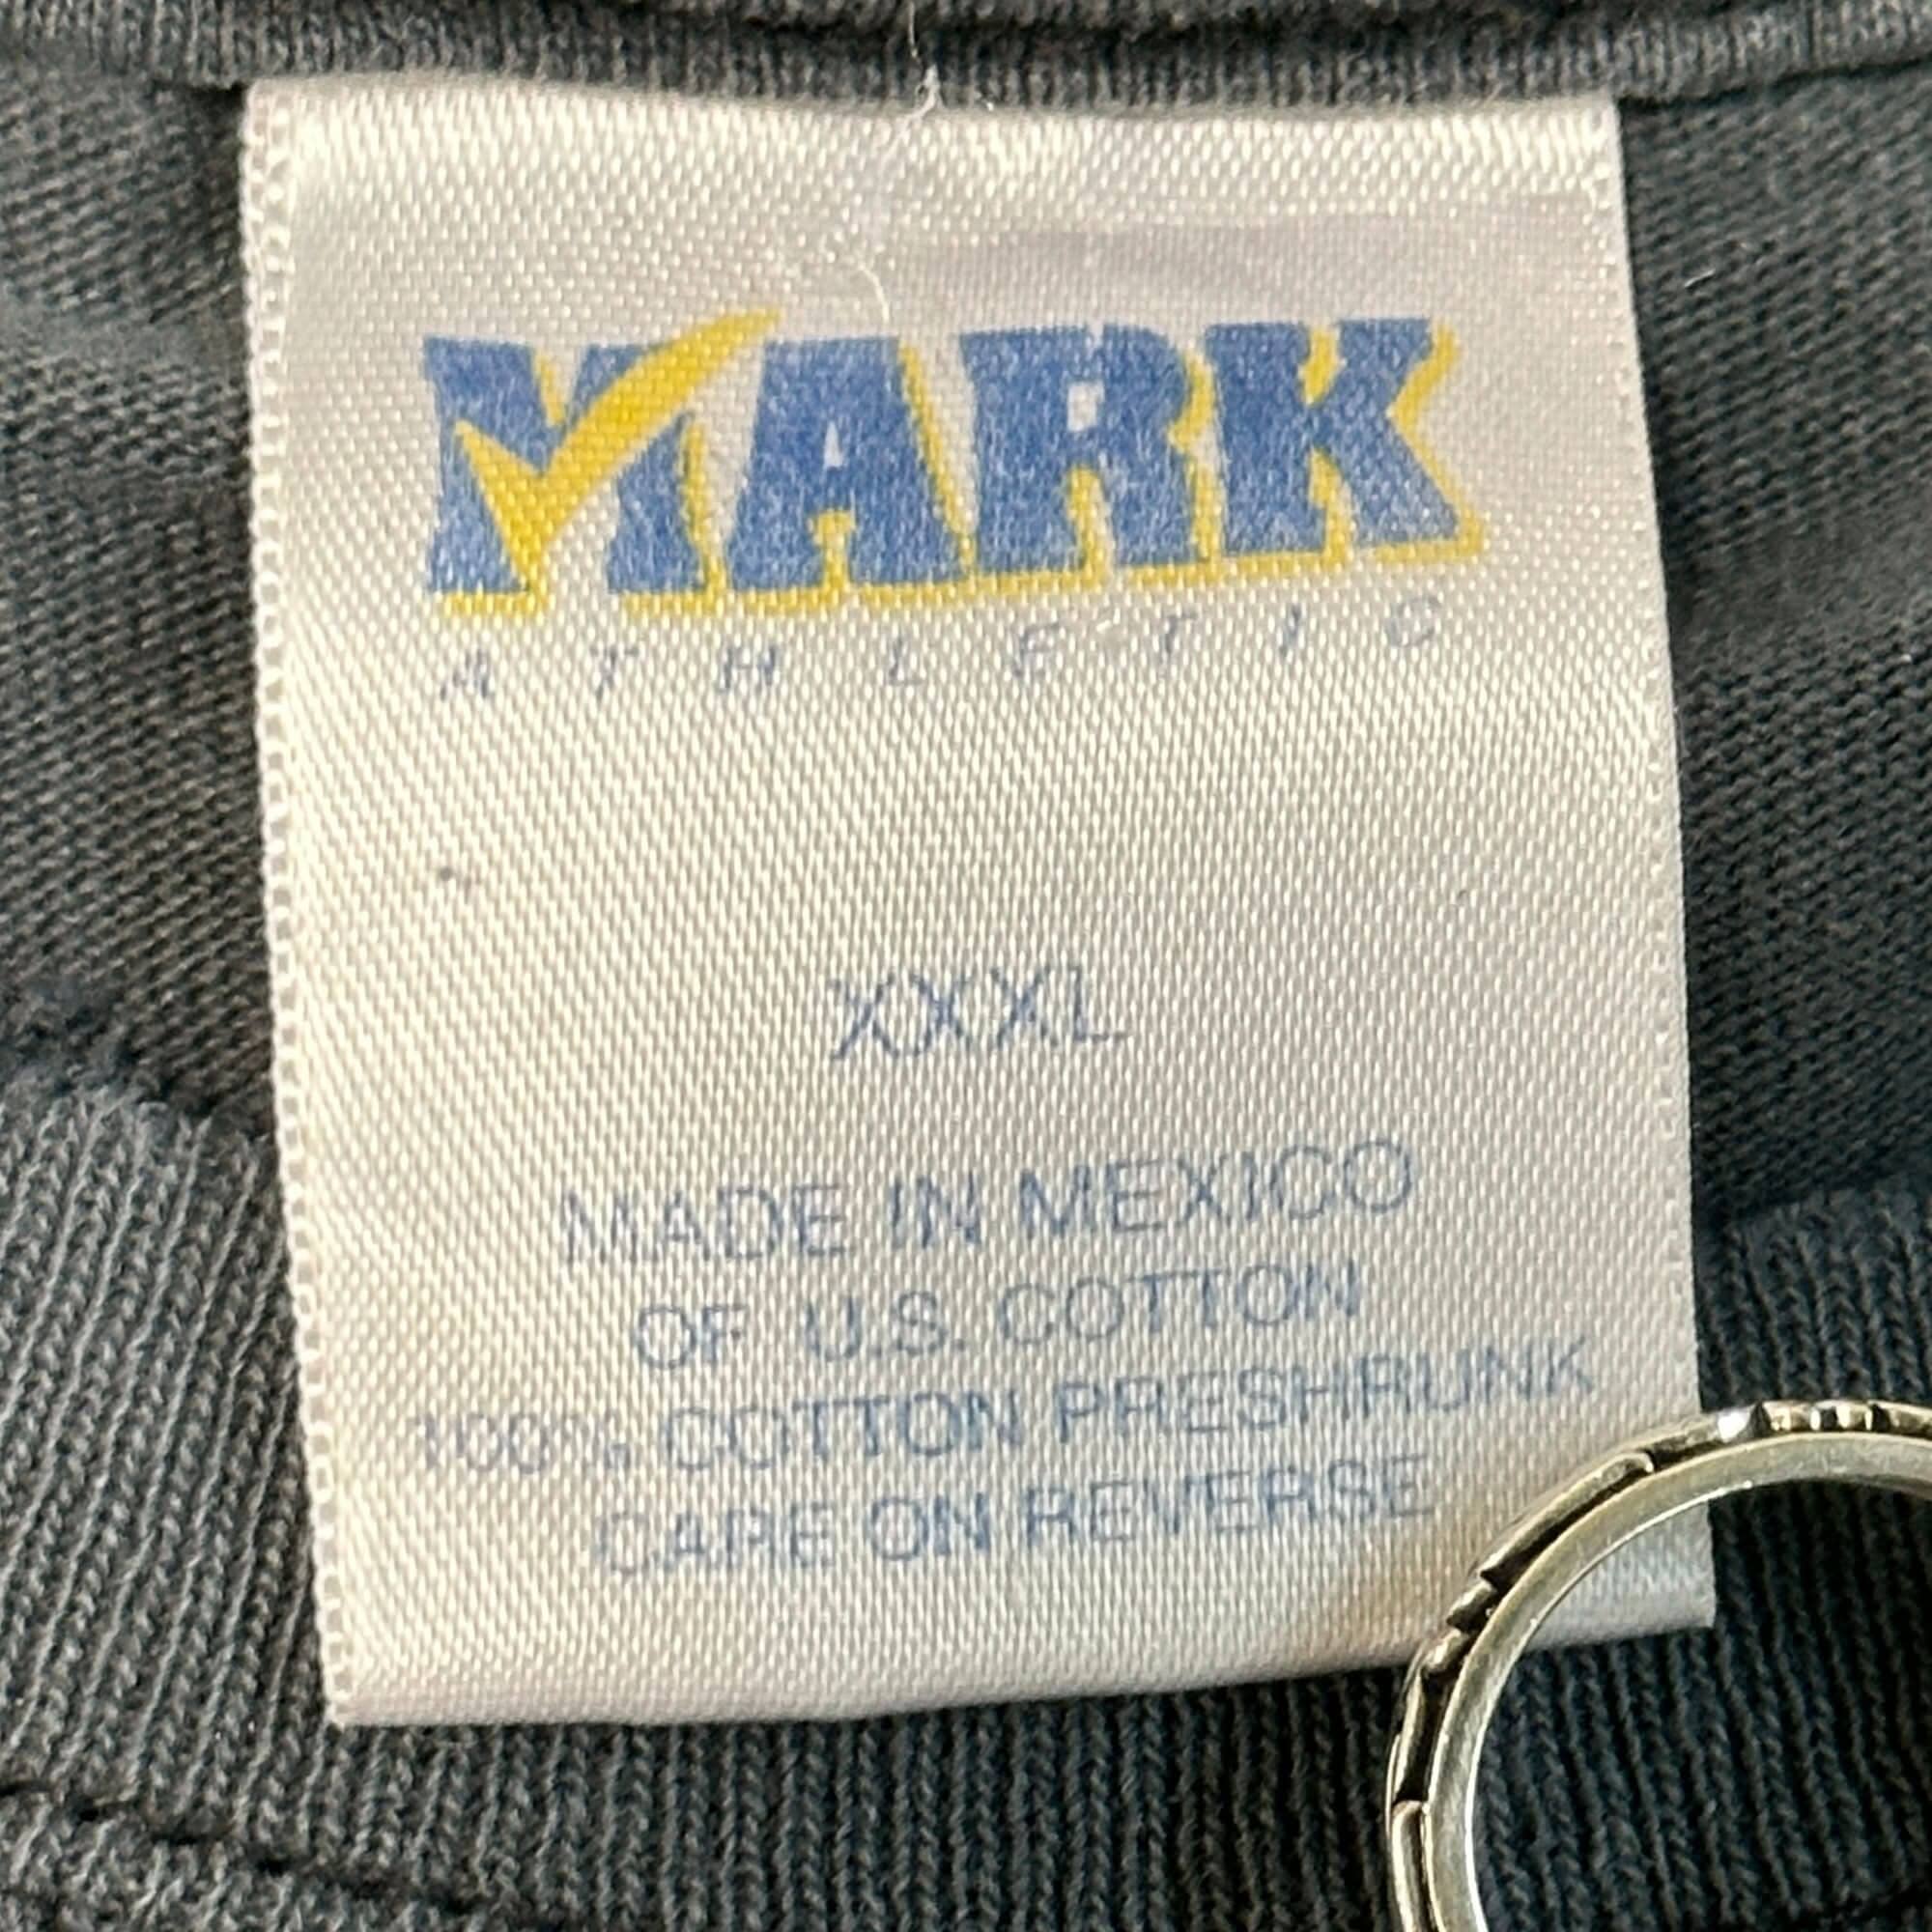 MARK
ATHLETIC
XXXL
MADE IN MEXICO
OF U.S. COTTON
100% COTTON PRESHRUNK
CARE ON REVERSE